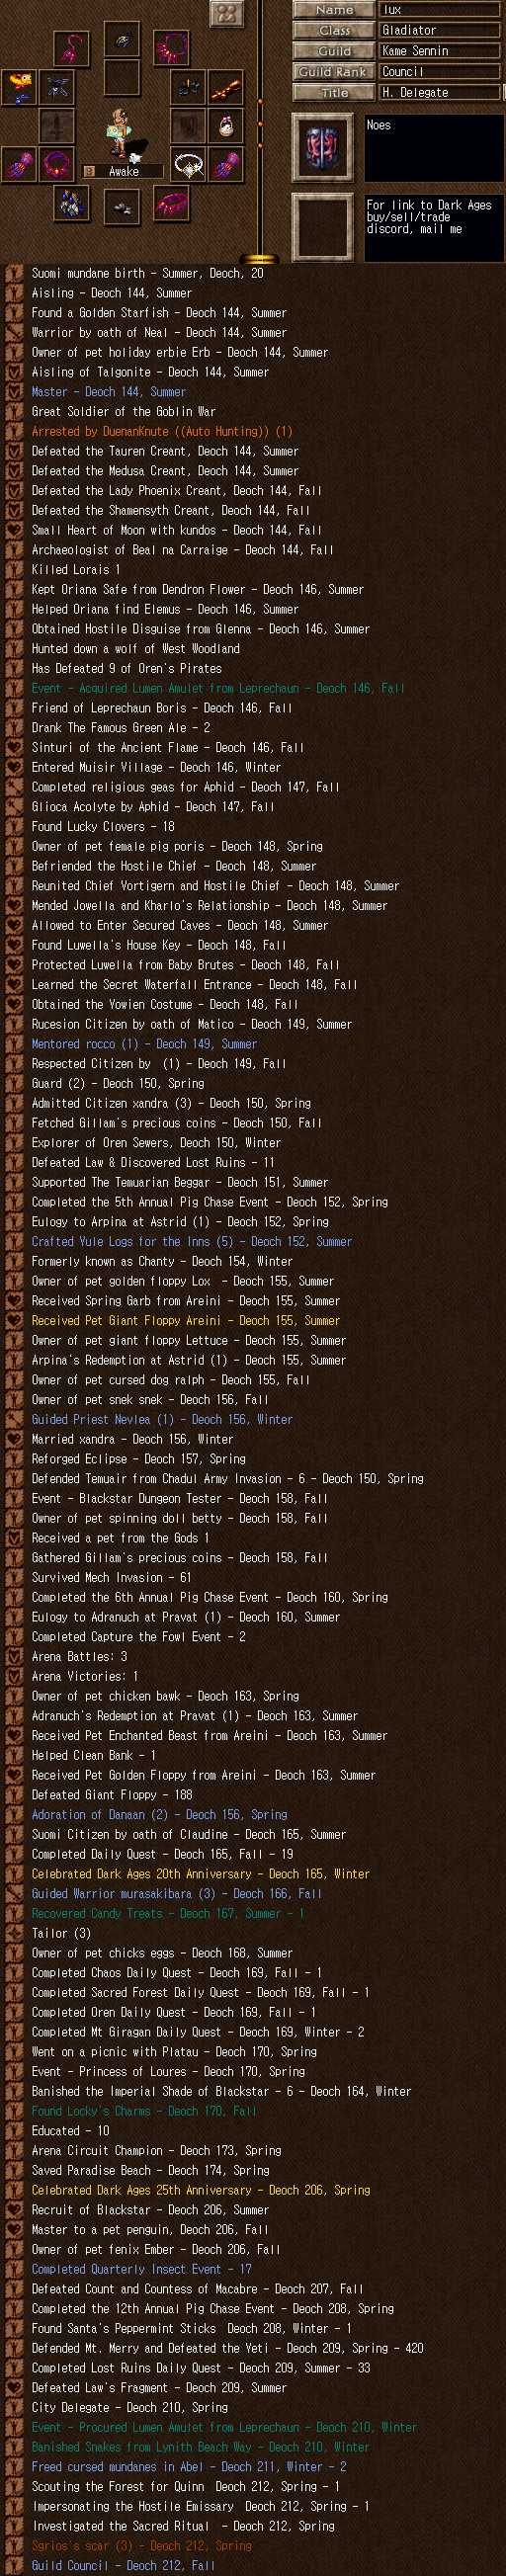 Name
lux
Class
Gladiator
Guild
Kame Sennin
Guild Rank
Council
Title
H. Delegate
Noes
Awake
For link to Dark Ages
buy/sell/trade
discord, mail me
Suomi mundane birth - Summer, Deoch, 20
Aisling - Deoch 144, Summer
Found a Golden Starfish - Deoch 144, Summer
Warrior by oath of Neal - Deoch 144, Summer
Owner of pet holiday erbie Erb - Deoch 144, Summer
Aisling of Talgonite - Deoch 144, Summer
Master - Deoch 144, Summer
Great Soldier of the Goblin War
Arrested by DuenanKnute ((Auto Hunting)) (1)
Defeated the Tauren Creant, Deoch 144, Summer
Defeated the Medusa Creant, Deoch 144, Summer
Defeated the Lady Phoenix Creant, Deoch 144, Fall
Defeated the Shamensyth Creant, Deoch 144, Fall
Small Heart of Moon with kundos - Deoch 144, Fall
Archaeologist of Beal na Carraige - Deoch 144, Fall
Killed Lorais 1
Kept Oriana Safe from Dendron Flower - Deoch 146, Summer
Helped Oriana find Elemus - Deoch 146, Summer
Obtained Hostile Disguise from Glenna - Deoch 146, Summer
Hunted down a wolf of West Woodland
Has Defeated 9 of Oren's Pirates
Event - Acquired Lumen Amulet from Leprechaun - Deoch 146, Fall
Friend of Leprechaun Boris - Deoch 146, Fall
Drank The Famous Green Ale - 2
Sinturi of the Ancient Flame - Deoch 146, Fall
Entered Muisir Village - Deoch 146, Winter
Completed religious geas for Aphid - Deoch 147, Fall
Glioca Acolyte by Aphid - Deoch 147, Fall
Found Lucky Clovers - 18
Owner of pet female pig poris - Deoch 148, Spring
Befriended the Hostile Chief - Deoch 148, Summer
Reunited Chief Vortigern and Hostile Chief - Deoch 148, Summer
Mended Jowella and Kharlo's Relationship - Deoch 148, Summer
Allowed to Enter Secured Caves - Deoch 148, Summer
Found Luwella's House Key - Deoch 148, Fall
Protected Luwella from Baby Brutes - Deoch 148, Fall
Learned the Secret Waterfall Entrance - Deoch 148, Fall
Obtained the Yowien Costume - Deoch 148, Fall
Rucesion Citizen by oath of Matico - Deoch 149, Summer
Mentored rocco (1) - Deoch 149, Summer
Respected Citizen by  (1) - Deoch 149, Fall
Guard (2) - Deoch 150, Spring
Admitted Citizen xandra (3) - Deoch 150, Spring
Fetched Gillam's precious coins - Deoch 150, Fall
Explorer of Oren Sewers, Deoch 150, Winter
Defeated Law & Discovered Lost Ruins - 11
Supported The Temuarian Beggar - Deoch 151, Summer
Completed the 5th Annual Pig Chase Event - Deoch 152, Spring
Eulogy to Arpina at Astrid (1) - Deoch 152, Spring
Crafted Yule Logs for the Inns (5) - Deoch 152, Summer
Formerly known as Chanty - Deoch 154, Winter
Owner of pet golden floppy Lox  - Deoch 155, Summer
Received Spring Garb from Areini - Deoch 155, Summer
Received Pet Giant Floppy Areini - Deoch 155, Summer
Owner of pet giant floppy Lettuce - Deoch 155, Summer
Arpina's Redemption at Astrid (1) - Deoch 155, Summer
Owner of pet cursed dog ralph - Deoch 155, Fall
Owner of pet snek snek - Deoch 156, Fall
Guided Priest Nevlea (1) - Deoch 156, Winter
Married xandra - Deoch 156, Winter
Reforged Eclipse - Deoch 157, Spring
Defended Temuair from Chadul Army Invasion - 6 - Deoch 150, Spring
Event - Blackstar Dungeon Tester - Deoch 158, Fall
Owner of pet spinning doll betty - Deoch 158, Fall
Received a pet from the Gods 1
Gathered Gillam's precious coins - Deoch 158, Fall
Survived Mech Invasion - 61
Completed the 6th Annual Pig Chase Event - Deoch 160, Spring
Eulogy to Adranuch at Pravat (1) - Deoch 160, Summer
Completed Capture the Fowl Event - 2
Arena Battles: 3
Arena Victories: 1
Owner of pet chicken bawk - Deoch 163, Spring
Adranuch's Redemption at Pravat (1) - Deoch 163, Summer
Received Pet Enchanted Beast from Areini - Deoch 163, Summer
Helped Clean Bank - 1
Received Pet Golden Floppy from Areini - Deoch 163, Summer
Defeated Giant Floppy - 188
Adoration of Danaan (2) - Deoch 156, Spring
Suomi Citizen by oath of Claudine - Deoch 165, Summer
Completed Daily Quest - Deoch 165, Fall - 19
Celebrated Dark Ages 20th Anniversary - Deoch 165, Winter
Guided Warrior murasakibara (3) - Deoch 166, Fall
Recovered Candy Treats - Deoch 167, Summer - 1
Tailor (3)
Owner of pet chicks eggs - Deoch 168, Summer
Completed Chaos Daily Quest - Deoch 169, Fall - 1
Completed Sacred Forest Daily Quest - Deoch 169, Fall - 1
Completed Oren Daily Quest - Deoch 169, Fall - 1
Completed Mt Giragan Daily Quest - Deoch 169, Winter - 2
Went on a picnic with Platau - Deoch 170, Spring
Event - Princess of Loures - Deoch 170, Spring
Banished the Imperial Shade of Blackstar - 6 - Deoch 164, Winter
Found Locky's Charms - Deoch 170, Fall
Educated - 10
Arena Circuit Champion - Deoch 173, Spring
Saved Paradise Beach - Deoch 174, Spring
Celebrated Dark Ages 25th Anniversary - Deoch 206, Spring
Recruit of Blackstar - Deoch 206, Summer
Master to a pet penguin, Deoch 206, Fall
Owner of pet fenix Ember - Deoch 206, Fall
Completed Quarterly Insect Event - 17
Defeated Count and Countess of Macabre - Deoch 207, Fall
Completed the 12th Annual Pig Chase Event - Deoch 208, Spring
Found Santa's Peppermint Sticks  Deoch 208, Winter - 1
Defended Mt. Merry and Defeated the Yeti - Deoch 209, Spring - 420
Completed Lost Ruins Daily Quest - Deoch 209, Summer - 33
Defeated Law's Fragment - Deoch 209, Summer
City Delegate - Deoch 210, Spring
Event - Procured Lumen Amulet from Leprechaun - Deoch 210, Winter
Banished Snakes from Lynith Beach Way - Deoch 210, Winter
Freed cursed mundanes in Abel - Deoch 211, Winter - 2
Scouting the Forest for Quinn  Deoch 212, Spring - 1
Impersonating the Hostile Emissary  Deoch 212, Spring - 1
Investigated the Sacred Ritual  - Deoch 212, Spring
Sgrios's scar (3) - Deoch 212, Spring
Guild Council - Deoch 212, Fall